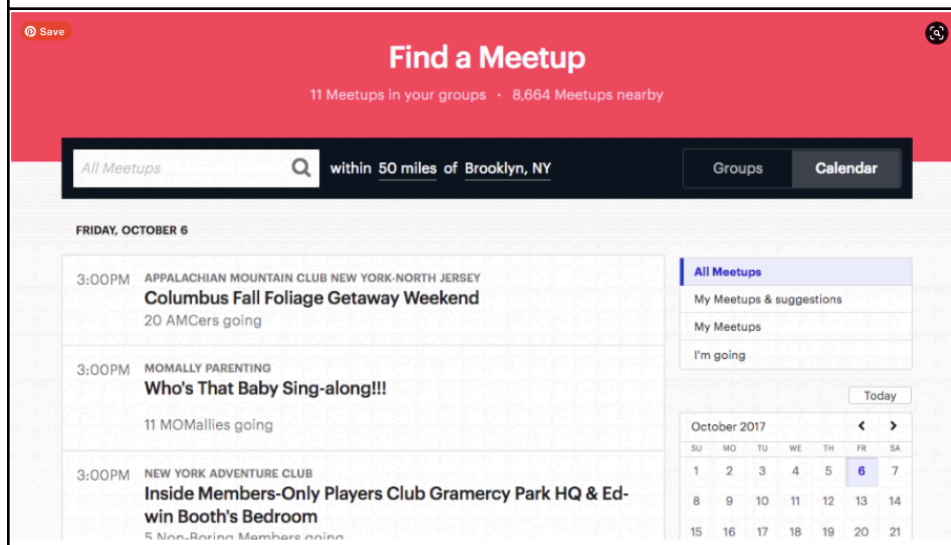 Save
Find a Meetup
11 Meetups in your groups · 8,664 Meetups nearby
All Meetups within 50 miles of Brooklyn, NY Groups Calendar
FRIDAY, OCTOBER 6
3:00PM APPALACHIAN MOUNTAIN CLUB NEW YORK-NORTH JERSEY
Columbus Fall Foliage Getaway Weekend
20 AMCers going
3:00PM MOMALLY PARENTING
Who's That Baby Sing-along!!!
11 MOMallies going
3:00PM NEW YORK ADVENTURE CLUB
Inside Members-Only Players Club Gramercy Park HQ & Ed-
win Booth's Bedroom
5 Non-Boring Members going
All Meetups
My Meetups & suggestions
My Meetups
I'm going
Today
October 2017
SU MO TU WE TH FR SA
1 2 3 4 5 6 7
8 9 10 11 12 13 14
15 16 17 18 19 20 21